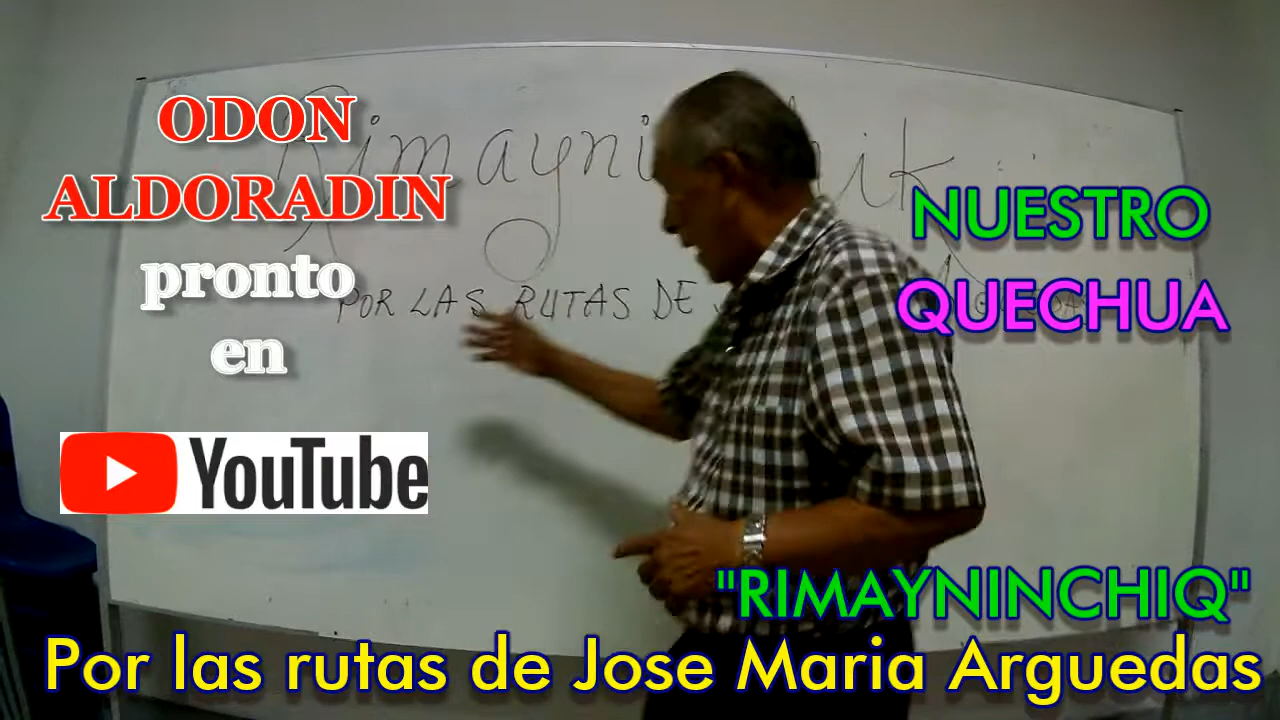 ODON
ALDORADIN
pronto
en
YouTube
NUESTRO
QUECHUA
"RIMAYNINCHIQ"
Por las rutas de Jose Maria Arguedas
POR LAS RUTAS DE